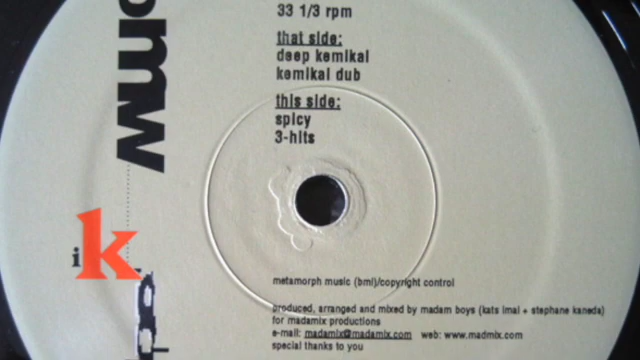 33 1/3 rpm
that side:
deep kemikal
kemikal dub
this side:
spicy
3-hits
k
metamorph music (bmi)/copyright control
produced, arranged and mixed by madam boys (kats imai + stephane kaneda)
for madamix productions
e-mail: madamix@madamix.com web: www.madmix.com
special thanks to you